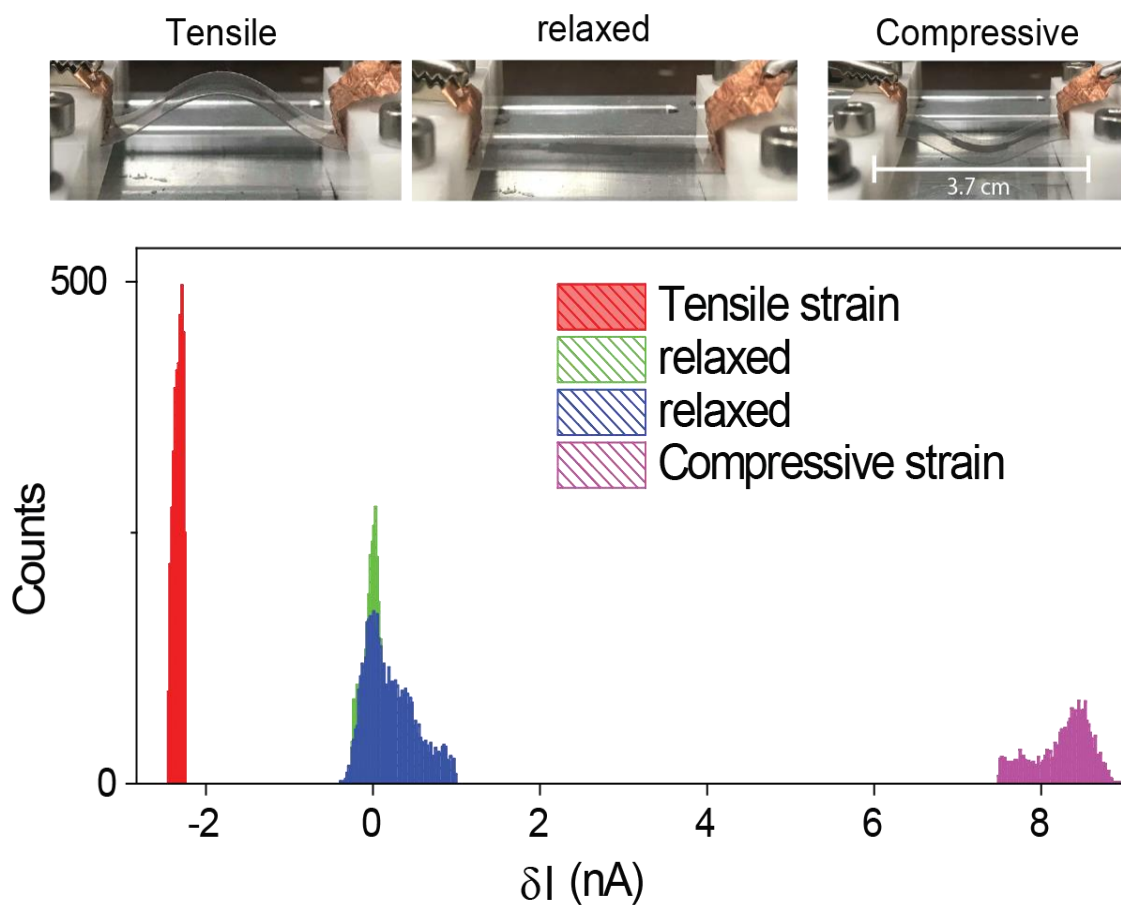 Tensile
relaxed
Compressive
3.7 cm
500
Tensile strain
relaxed
relaxed
Compressive strain
Counts
0
-2 0 2 4 6 8
δI (nA)